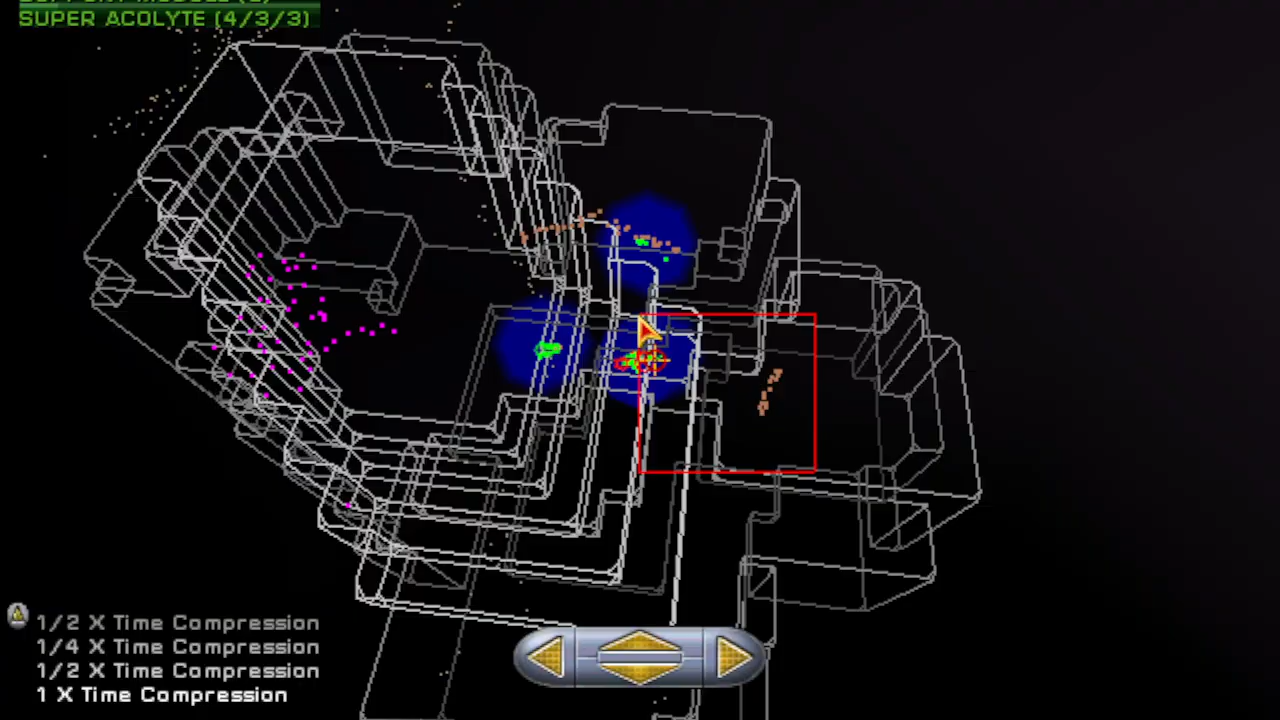 SUPER ACOLYTE (4/3/3)
1/2 X Time Compression
1/4 X Time Compression
1/2 X Time Compression
1 X Time Compression